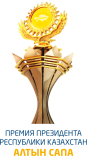 ПРЕМИЯ ПРЕЗИДЕНТА
РЕСПУБЛИКИ КАЗАХСТАН
АЛТЫН САПА